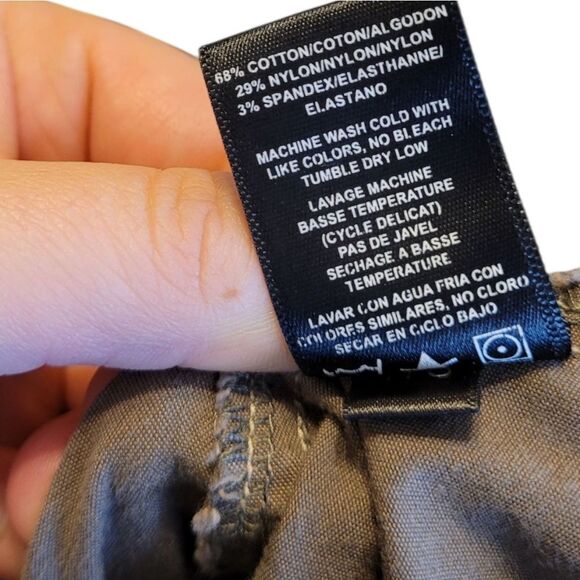 68% COTTON/COTON/ALGODON
29% NYLON/NYLON/NYLON
3% SPANDEX/ELASTHANNE/
ELASTANO
MACHINE WASH COLD WITH
LIKE COLORS, NO BLEACH
TUMBLE DRY LOW
LAVAGE MACHINE
BASSE TEMPERATURE
(CYCLE DELICAT)
PAS DE JAVEL
SECHAGE A BASSE
TEMPERATURE
LAVAR CON AGUA FRIA CON
COLORES SIMILARES, NO CLORO
SECAR EN CICLO BAJO